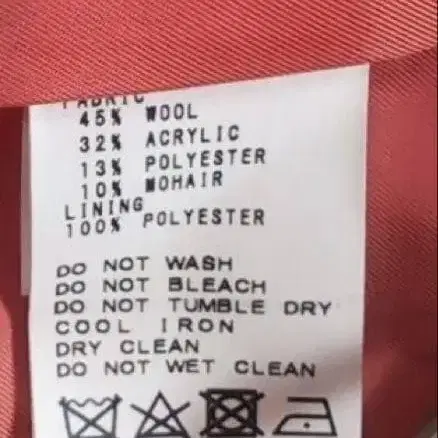 FABRIC
45% WOOL
32% ACRYLIC
13% POLYESTER
10% MOHAIR
LINING
100% POLYESTER
DO NOT WASH
DO NOT BLEACH
DO NOT TUMBLE DRY
COOL IRON
DRY CLEAN
DO NOT WET CLEAN